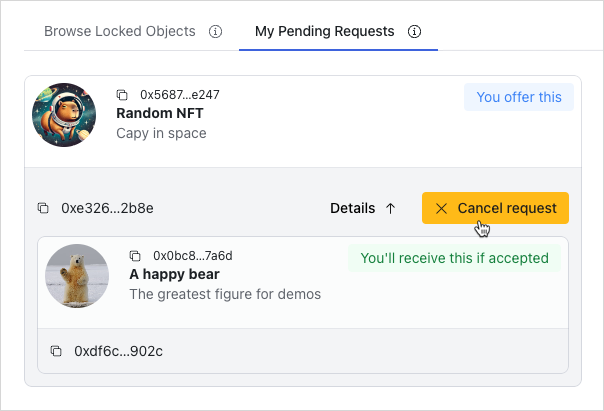 Browse Locked Objects
My Pending Requests
0x5687...e247
You offer this
Random NFT
Capy in space
0xe326...2b8e
Details
Cancel request
0x0bc8...7a6d
You'll receive this if accepted
A happy bear
The greatest figure for demos
0xdf6c...902c